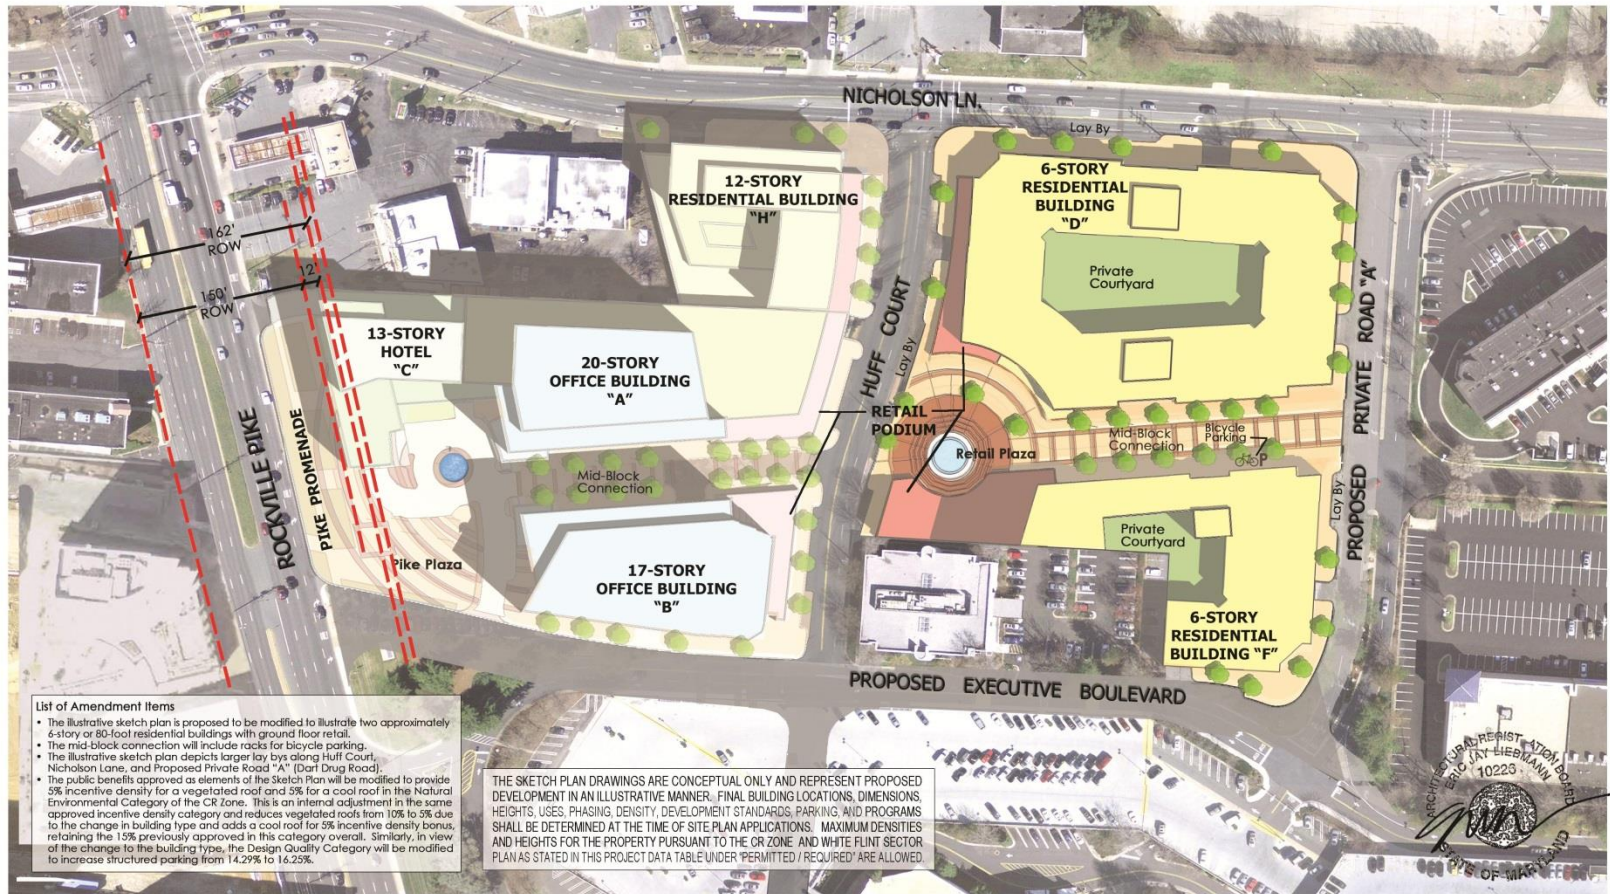 NICHOLSON LN.
Lay By
12-STORY
RESIDENTIAL BUILDING
"H"
6-STORY
RESIDENTIAL
BUILDING
"D"
Private
Courtyard
162'
ROW
12'
150'
ROW
13-STORY
HOTEL
"C"
20-STORY
OFFICE BUILDING
"A"
HUFF COURT
Lay By
RETAIL
PODIUM
Retail Plaza
Mid-Block
Connection
Bicycle
Parking
P
PROPOSED PRIVATE ROAD "A"
Lay By
ROCKVILLE PIKE
PIKE PROMENADE
Mid-Block
Connection
Pike Plaza
17-STORY
OFFICE BUILDING
"B"
Private
Courtyard
6-STORY
RESIDENTIAL
BUILDING "F"
PROPOSED EXECUTIVE BOULEVARD
List of Amendment Items
• The illustrative sketch plan is proposed to be modified to illustrate two approximately
6-story or 80-foot residential buildings with ground floor retail.
• The mid-block connection will include racks for bicycle parking.
• The illustrative sketch plan depicts larger lay bys along Huff Court,
Nicholson Lane, and Proposed Private Road "A" (Dart Drug Road).
• The public benefits approved as elements of the Sketch Plan will be modified to provide
5% incentive density for a vegetated roof and 5% for a cool roof in the Natural
Environmental Category of the CR Zone. This is an internal adjustment in the same
approved incentive density category and reduces vegetated roofs from 10% to 5% due
to the change in building type and adds a cool roof for 5% incentive density bonus,
retaining the 15% previously approved in this category overall. Similarly, in view
of the change to the building type, the Design Quality Category will be modified
to increase structured parking from 14.29% to 16.25%.
THE SKETCH PLAN DRAWINGS ARE CONCEPTUAL ONLY AND REPRESENT PROPOSED
DEVELOPMENT IN AN ILLUSTRATIVE MANNER. FINAL BUILDING LOCATIONS, DIMENSIONS,
HEIGHTS, USES, PHASING, DENSITY, DEVELOPMENT STANDARDS, PARKING, AND PROGRAMS
SHALL BE DETERMINED AT THE TIME OF SITE PLAN APPLICATIONS. MAXIMUM DENSITIES
AND HEIGHTS FOR THE PROPERTY PURSUANT TO THE CR ZONE AND WHITE FLINT SECTOR
PLAN AS STATED IN THIS PROJECT DATA TABLE UNDER "PERMITTED / REQUIRED" ARE ALLOWED.
ARCHITECTURAL REGISTRATION BOARD
ERIC JAY LIEBMANN
10226
STATE OF MARYLAND